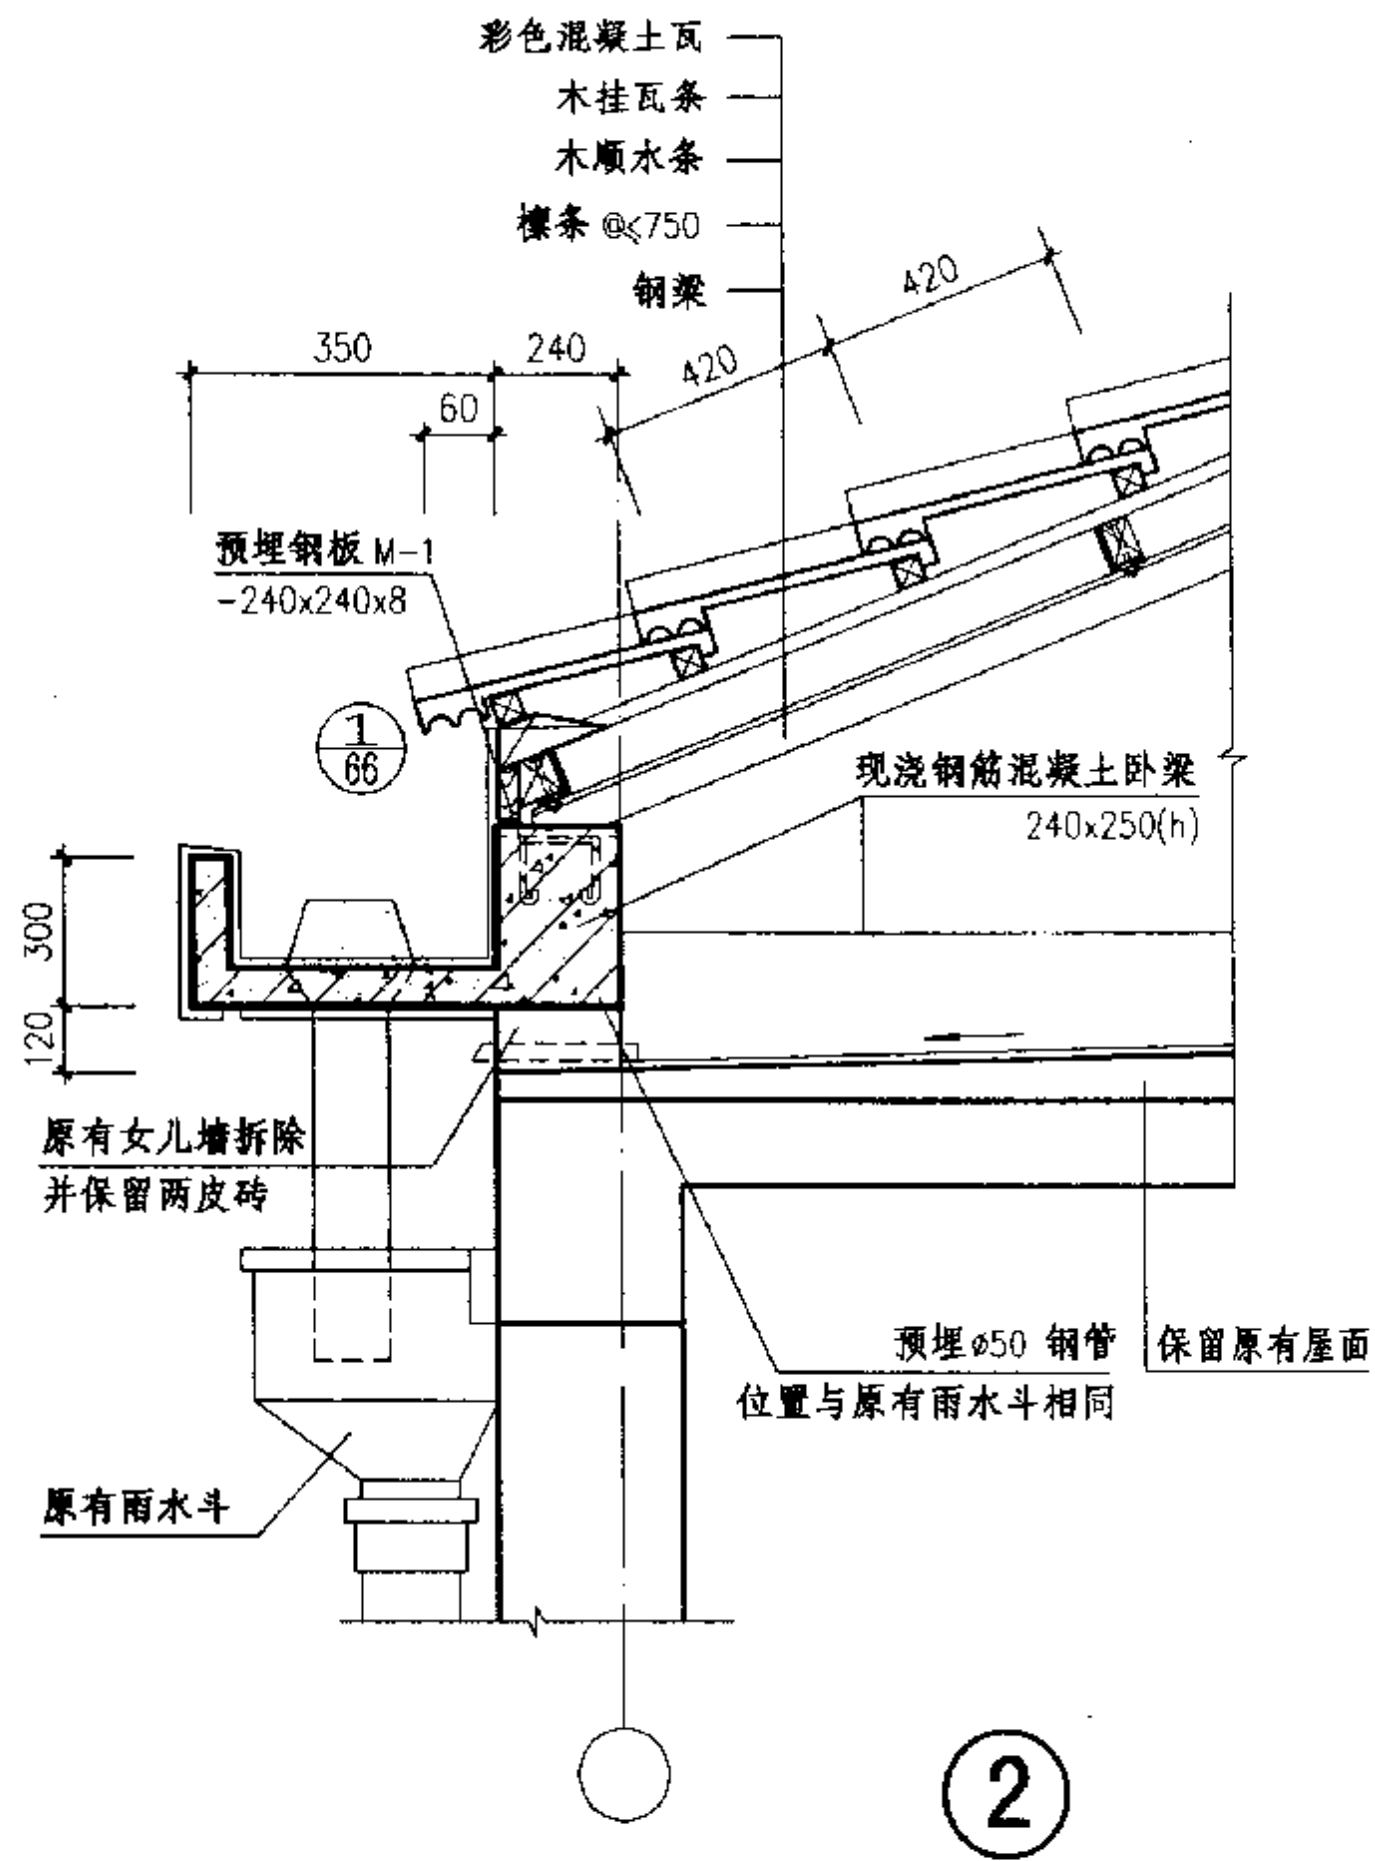 彩色混凝土瓦
木挂瓦条
木顺水条
檩条 @≤750
钢梁
420
420
350
240
60
预埋钢板 M-1
-240x240x8
1
66
现浇钢筋混凝土卧梁
240x250(h)
300
120
原有女儿墙拆除
并保留两皮砖
预埋ø50 钢管
位置与原有雨水斗相同
保留原有屋面
原有雨水斗
2